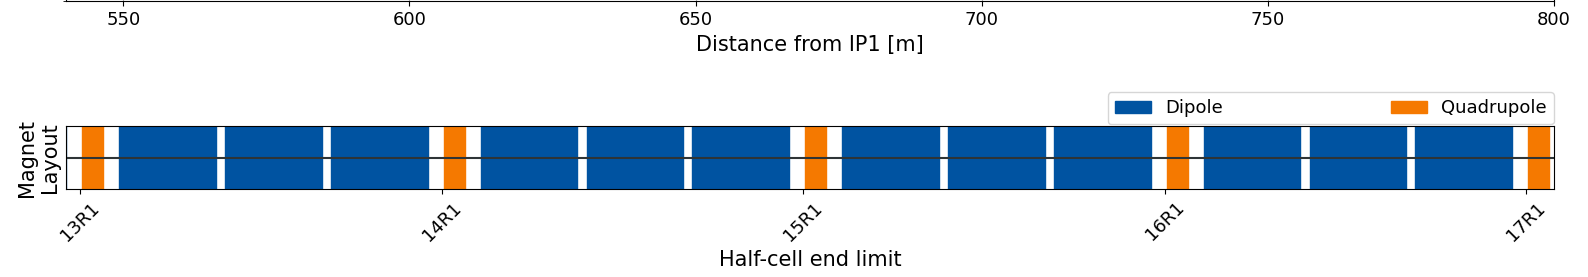 550 600 650 700 750 800
Distance from IP1 [m]
Dipole Quadrupole
Magnet
Layout
13R1 14R1 15R1 16R1 17R1
Half-cell end limit